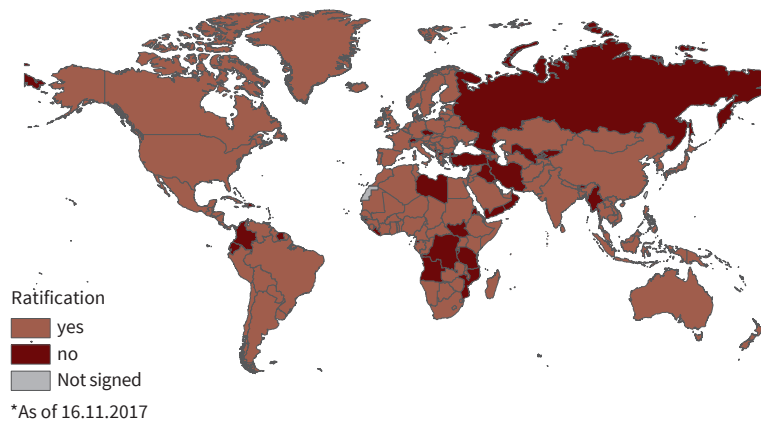 Ratification
yes
no
Not signed
*As of 16.11.2017